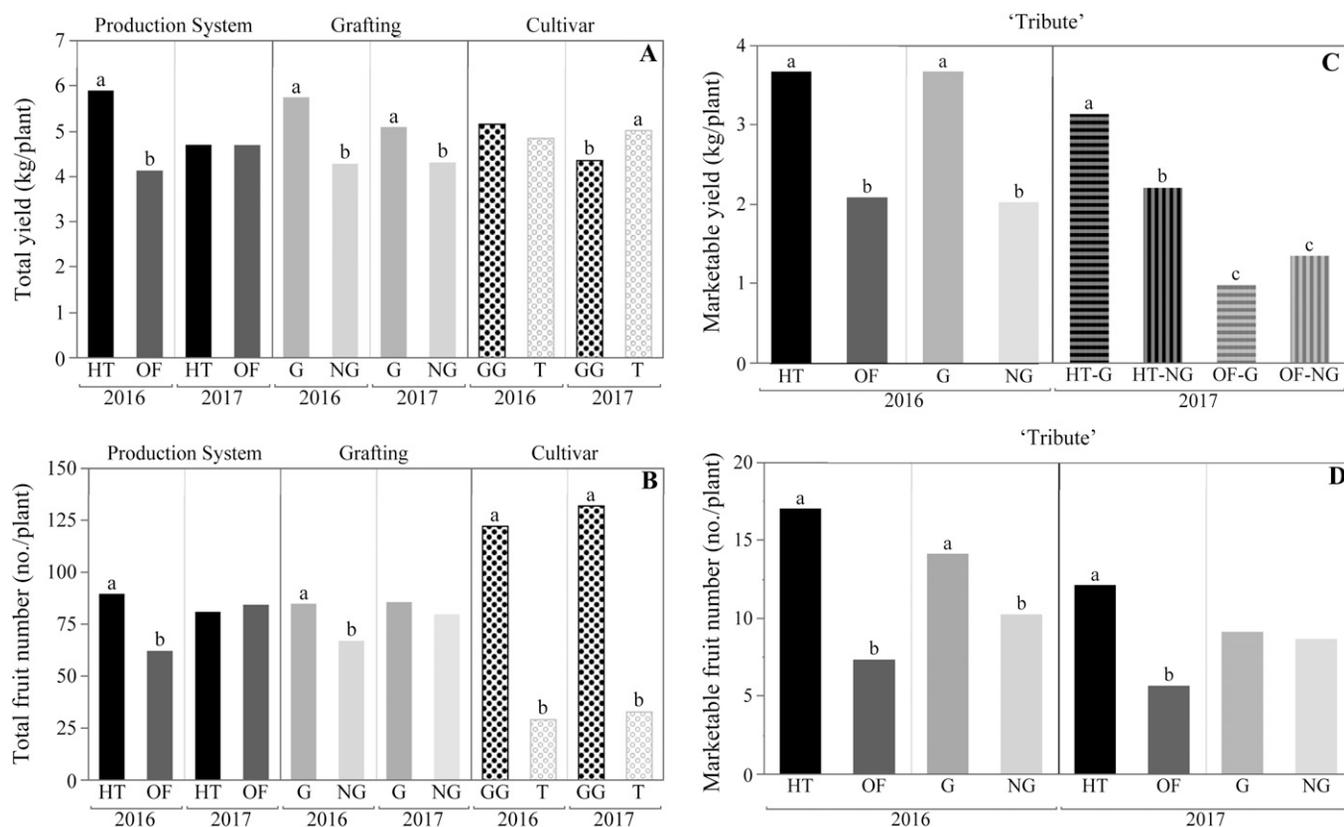 Production System Grafting Cultivar
A
Total yield (kg/plant)
7
6
5
4
3
2
1
0
a b a b a b b a
HT OF HT OF G NG G NG GG T GG T
2016 2017 2016 2017 2016 2017
‘Tribute’
C
Marketable yield (kg/plant)
4
3
2
1
0
a b a b a b c c
HT OF G NG HT-G HT-NG OF-G OF-NG
2016 2017
Production System Grafting Cultivar
B
Total fruit number (no./plant)
150
125
100
75
50
25
0
a b a b a b a b
HT OF HT OF G NG G NG GG T GG T
2016 2017 2016 2017 2016 2017
‘Tribute’
D
Marketable fruit number (no./plant)
20
15
10
5
0
a b a b a b
HT OF G NG HT OF G NG
2016 2017